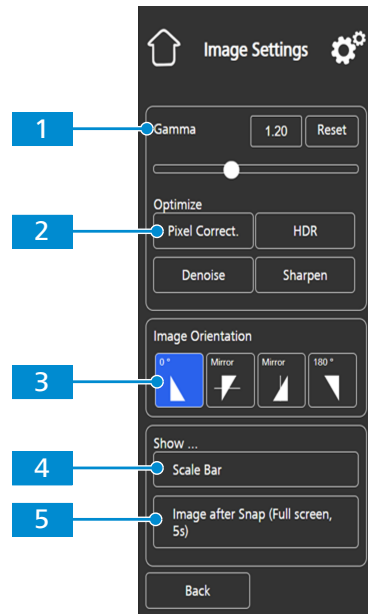 Image Settings
1
Gamma
1.20
Reset
Optimize
2
Pixel Correct.
HDR
Denoise
Sharpen
Image Orientation
0 °
Mirror
Mirror
180 °
3
Show ...
4
Scale Bar
5
Image after Snap (Full screen,
5s)
Back